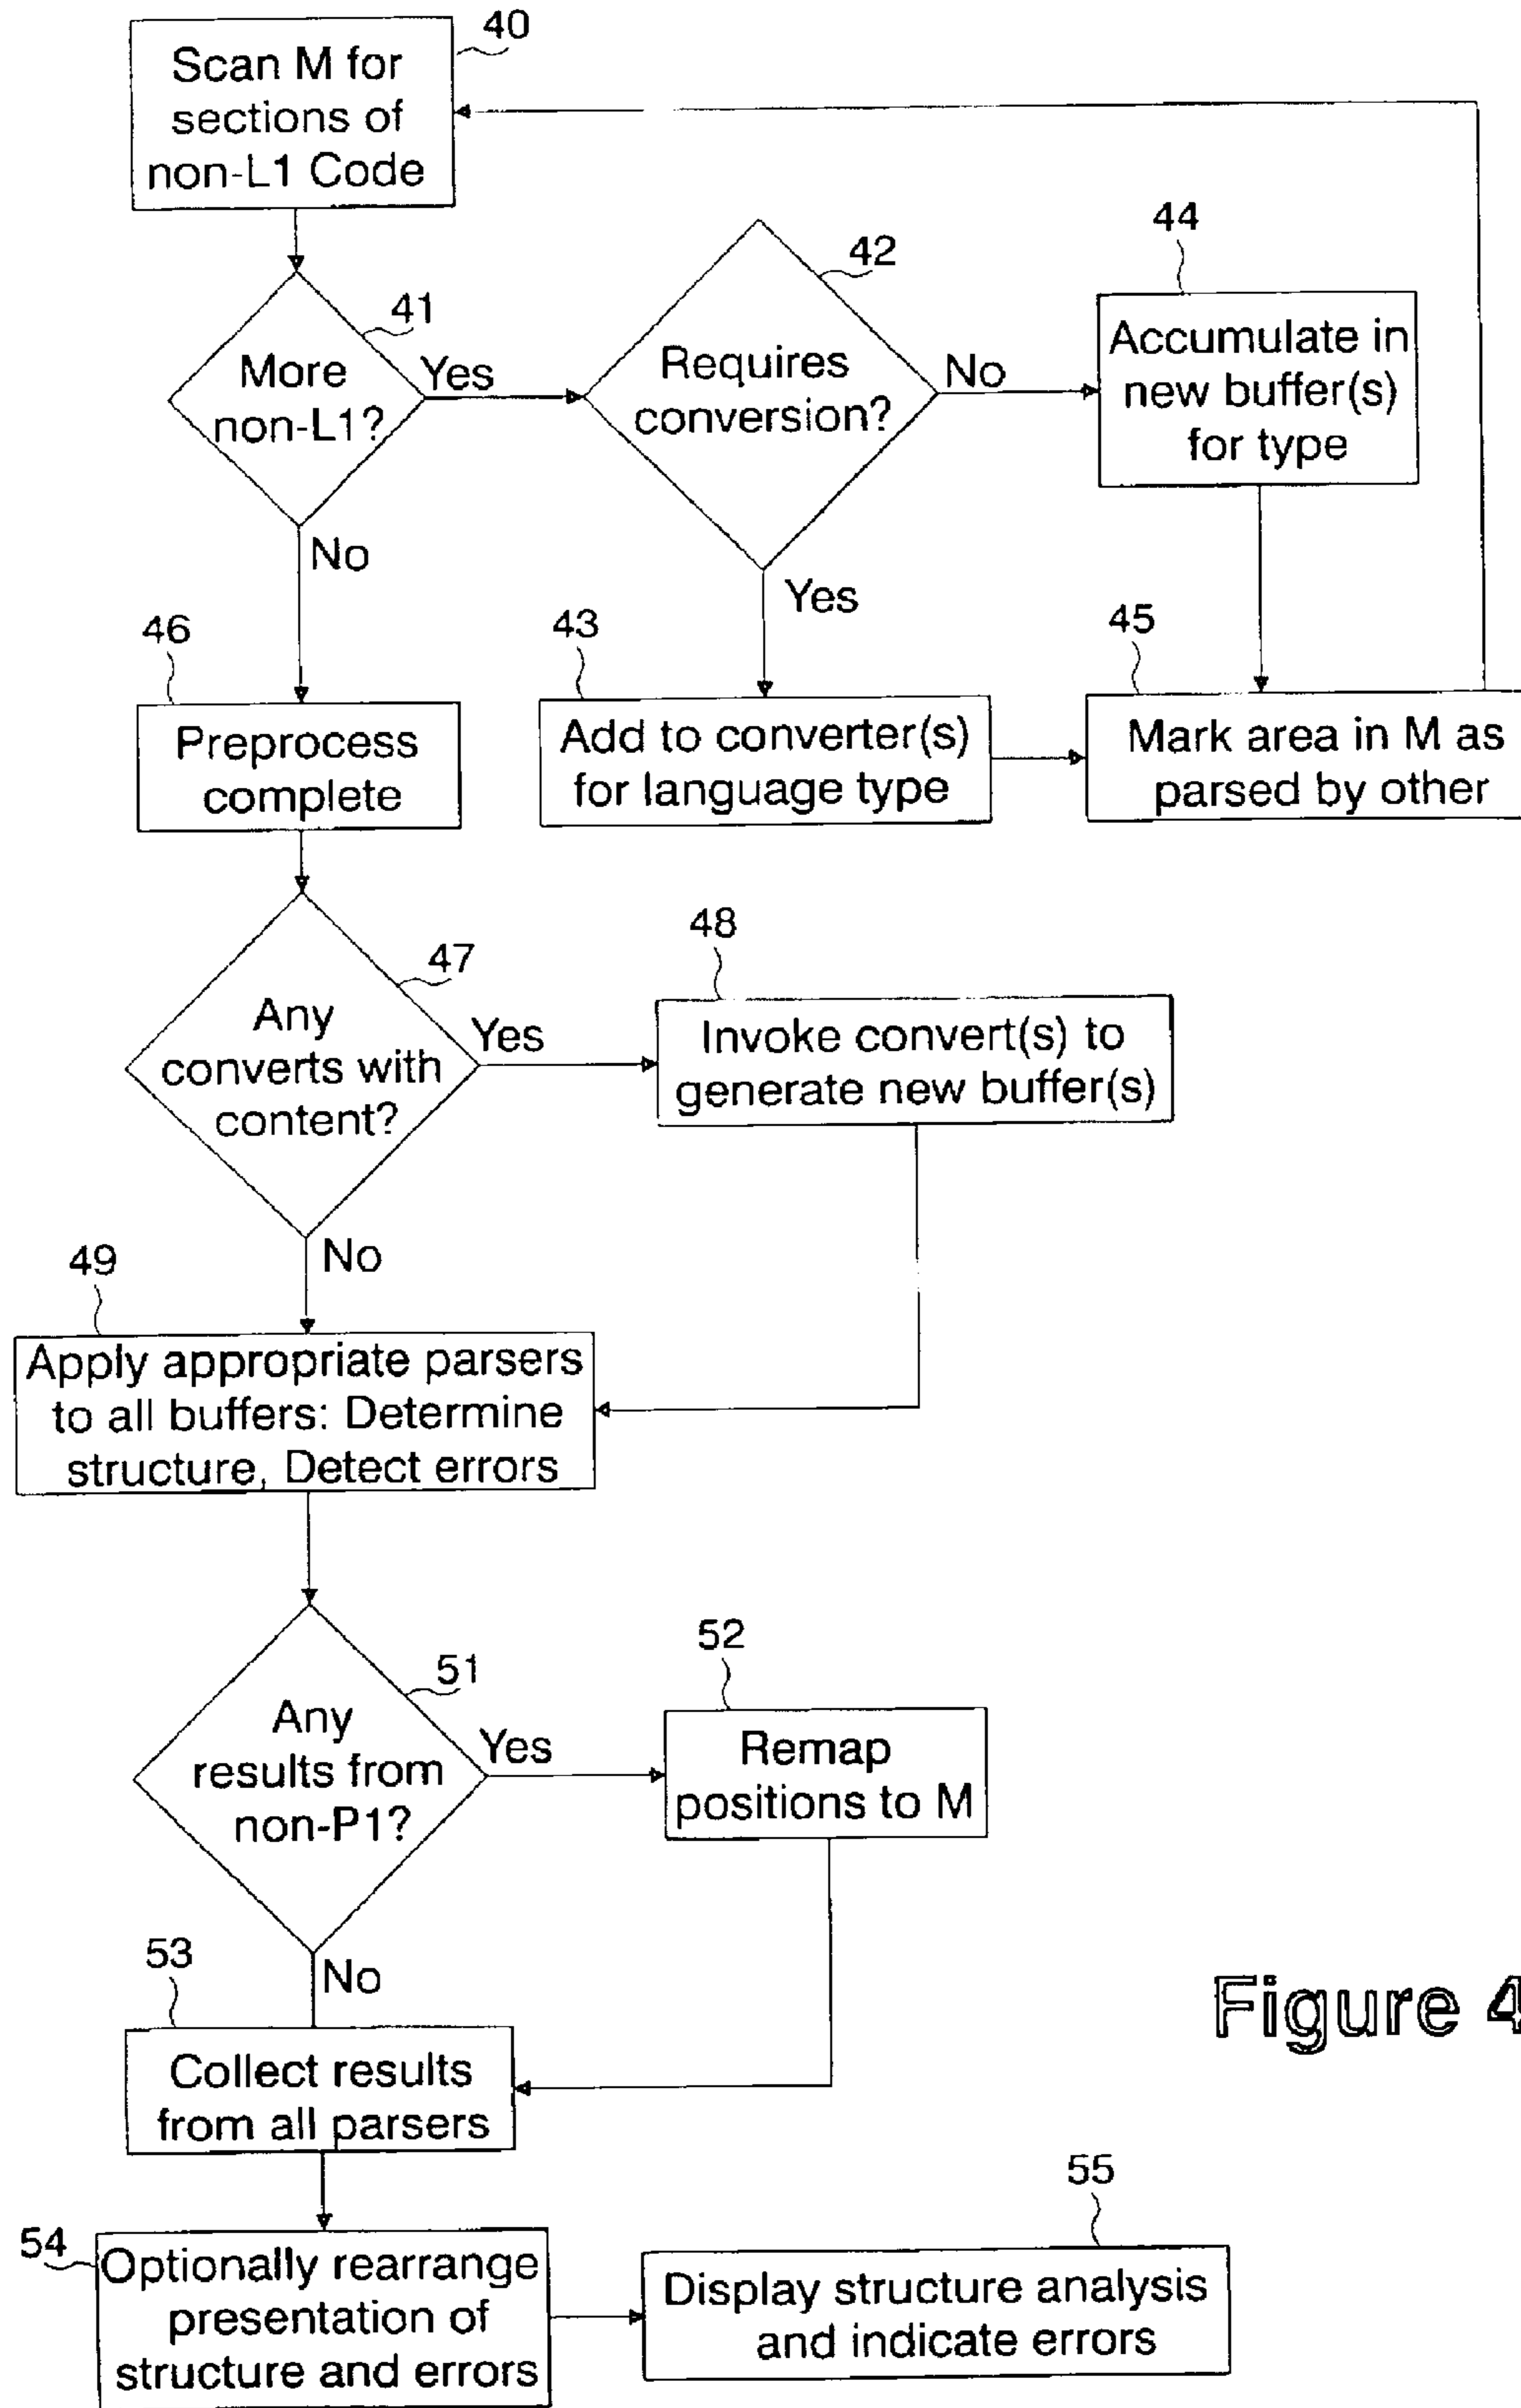 40
Scan M for
sections of
non-L1 Code
41
More
non-L1?
Yes
No
42
Requires
conversion?
No
Yes
44
Accumulate in
new buffer(s)
for type
43
Add to converter(s)
for language type
45
Mark area in M as
parsed by other
46
Preprocess
complete
47
Any
converts with
content?
Yes
No
48
Invoke convert(s) to
generate new buffer(s)
49
Apply appropriate parsers
to all buffers: Determine
structure, Detect errors
51
Any
results from
non-P1?
Yes
No
52
Remap
positions to M
53
Collect results
from all parsers
54
Optionally rearrange
presentation of
structure and errors
55
Display structure analysis
and indicate errors
Figure 4